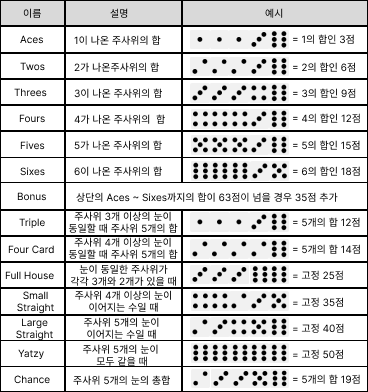 이름 설명 예시
Aces 1이 나온 주사위의 합 = 1의 합인 3점
Twos 2가 나온주사위의 합 = 2의 합인 6점
Threes 3이 나온 주사위의 합 = 3의 합인 9점
Fours 4가 나온 주사위의 합 = 4의 합인 12점
Fives 5가 나온 주사위의 합 = 5의 합인 15점
Sixes 6이 나온 주사위의 합 = 6의 합인 18점
Bonus 상단의 Aces ~ Sixes까지의 합이 63점이 넘을 경우 35점 추가
Triple 주사위 3개 이상의 눈이
동일할 때 주사위 5개의 합 = 5개의 합 12점
Four Card 주사위 4개 이상의 눈이
동일할 때 주사위 5개의 합 = 5개의 합 14점
Full House 눈이 동일한 주사위가
각각 3개와 2개가 있을 때 = 고정 25점
Small
Straight 주사위 4개 이상의 눈이
이어지는 수일 때 = 고정 35점
Large
Straight 주사위 5개의 눈이
이어지는 수일 때 = 고정 40점
Yatzy 주사위 5개의 눈이
모두 같을 때 = 고정 50점
Chance 주사위 5개의 눈의 총합 = 5개의 합 19점